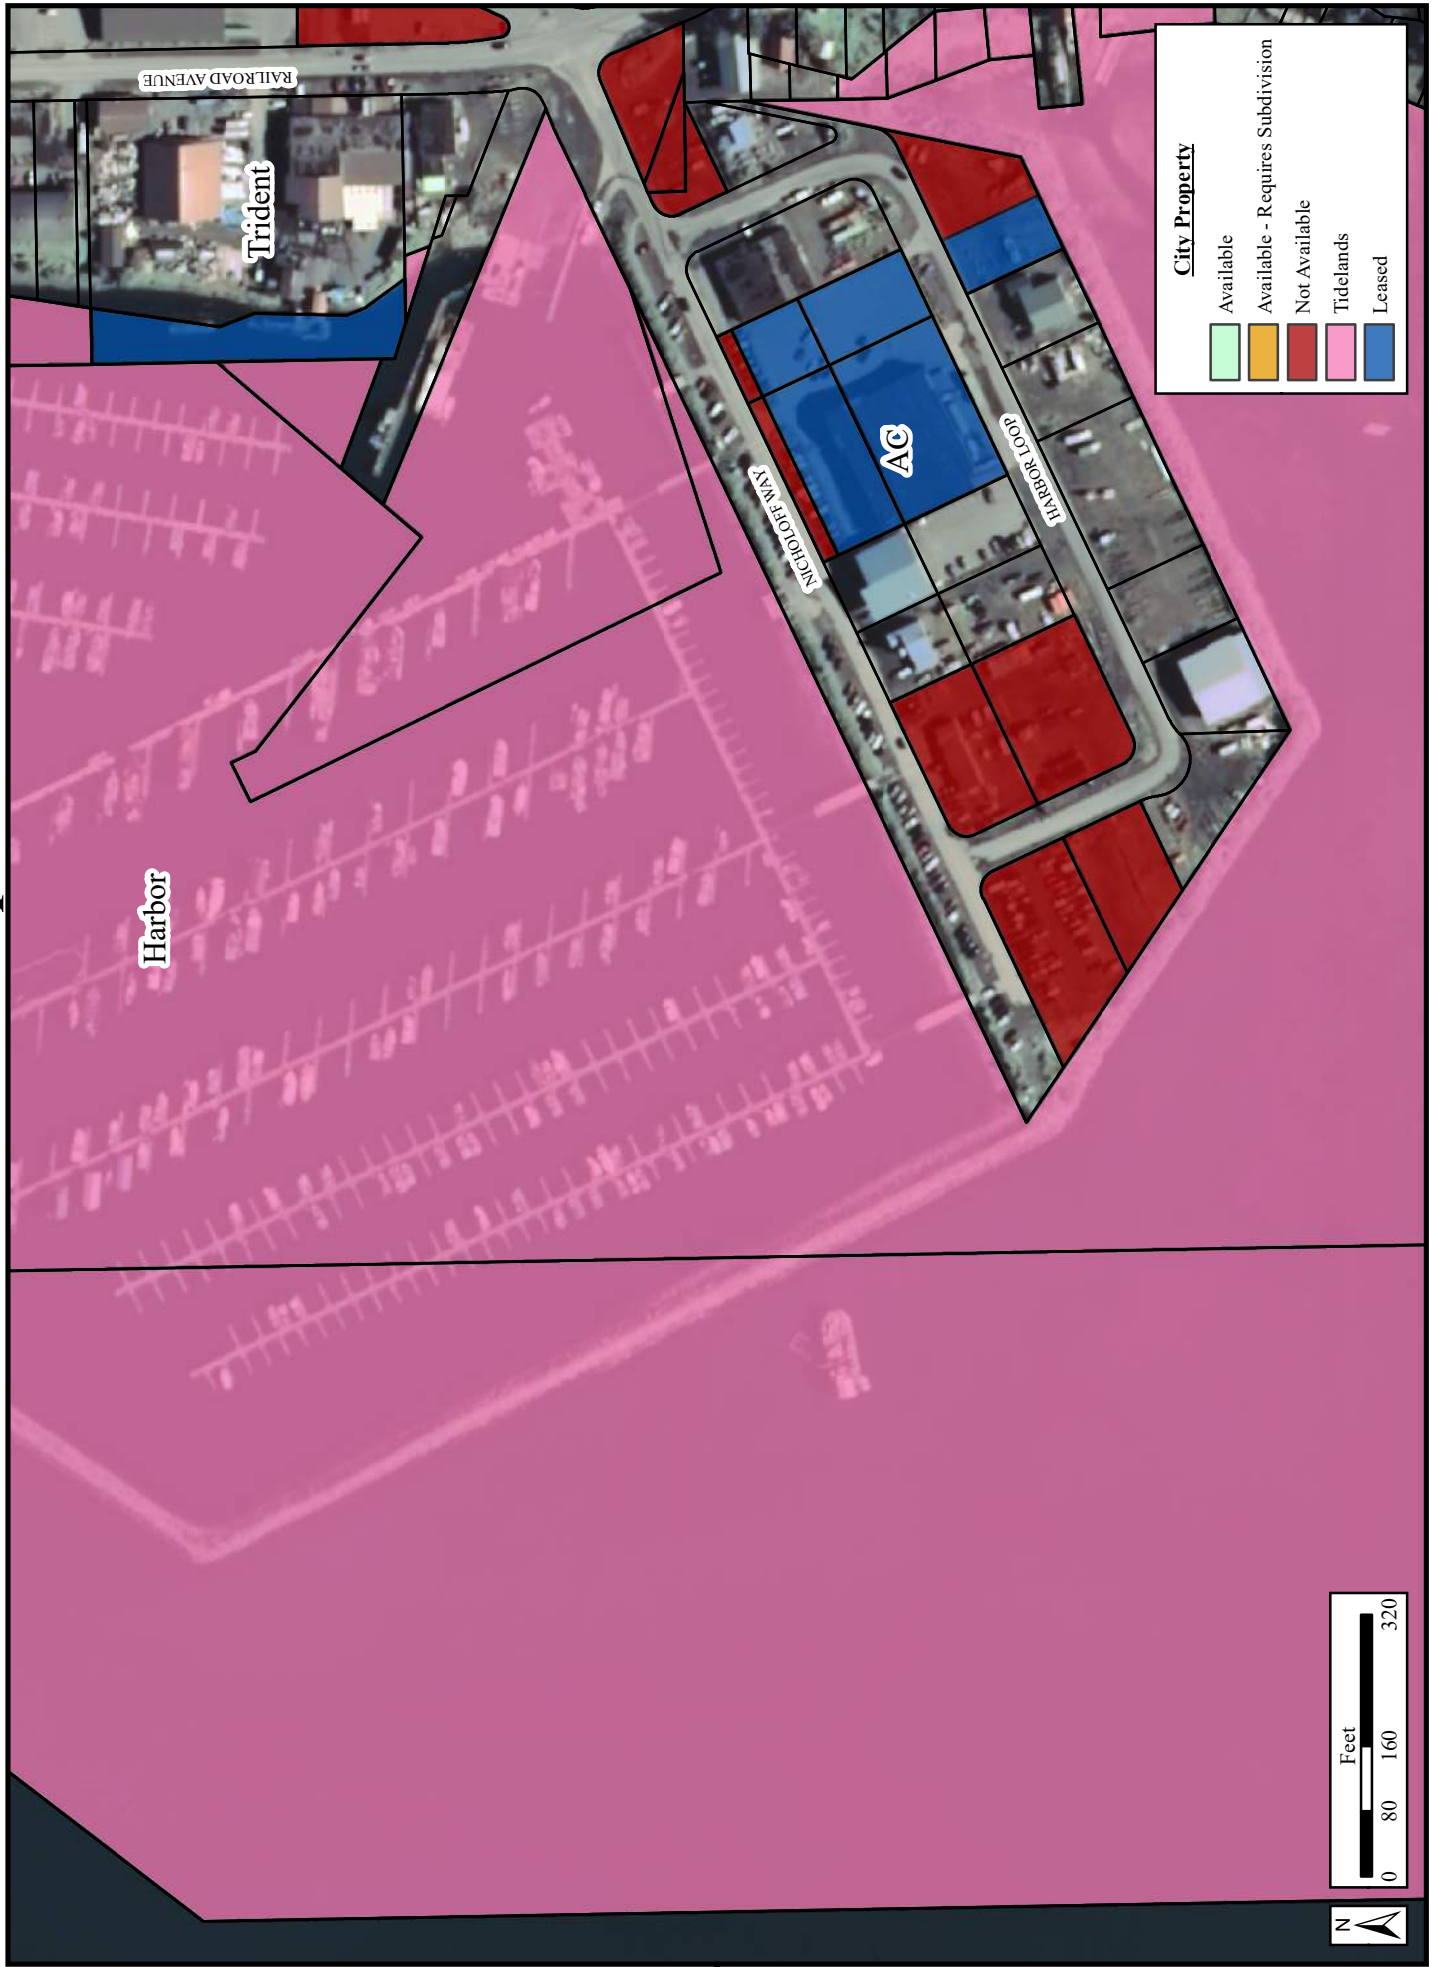 RAILROAD AVENUE
Trident
Harbor
NICHOLOFF WAY
AC
HARBOR LOOP
City Property
Available
Available - Requires Subdivision
Not Available
Tidelands
Leased
Feet
0 80 160 320
N